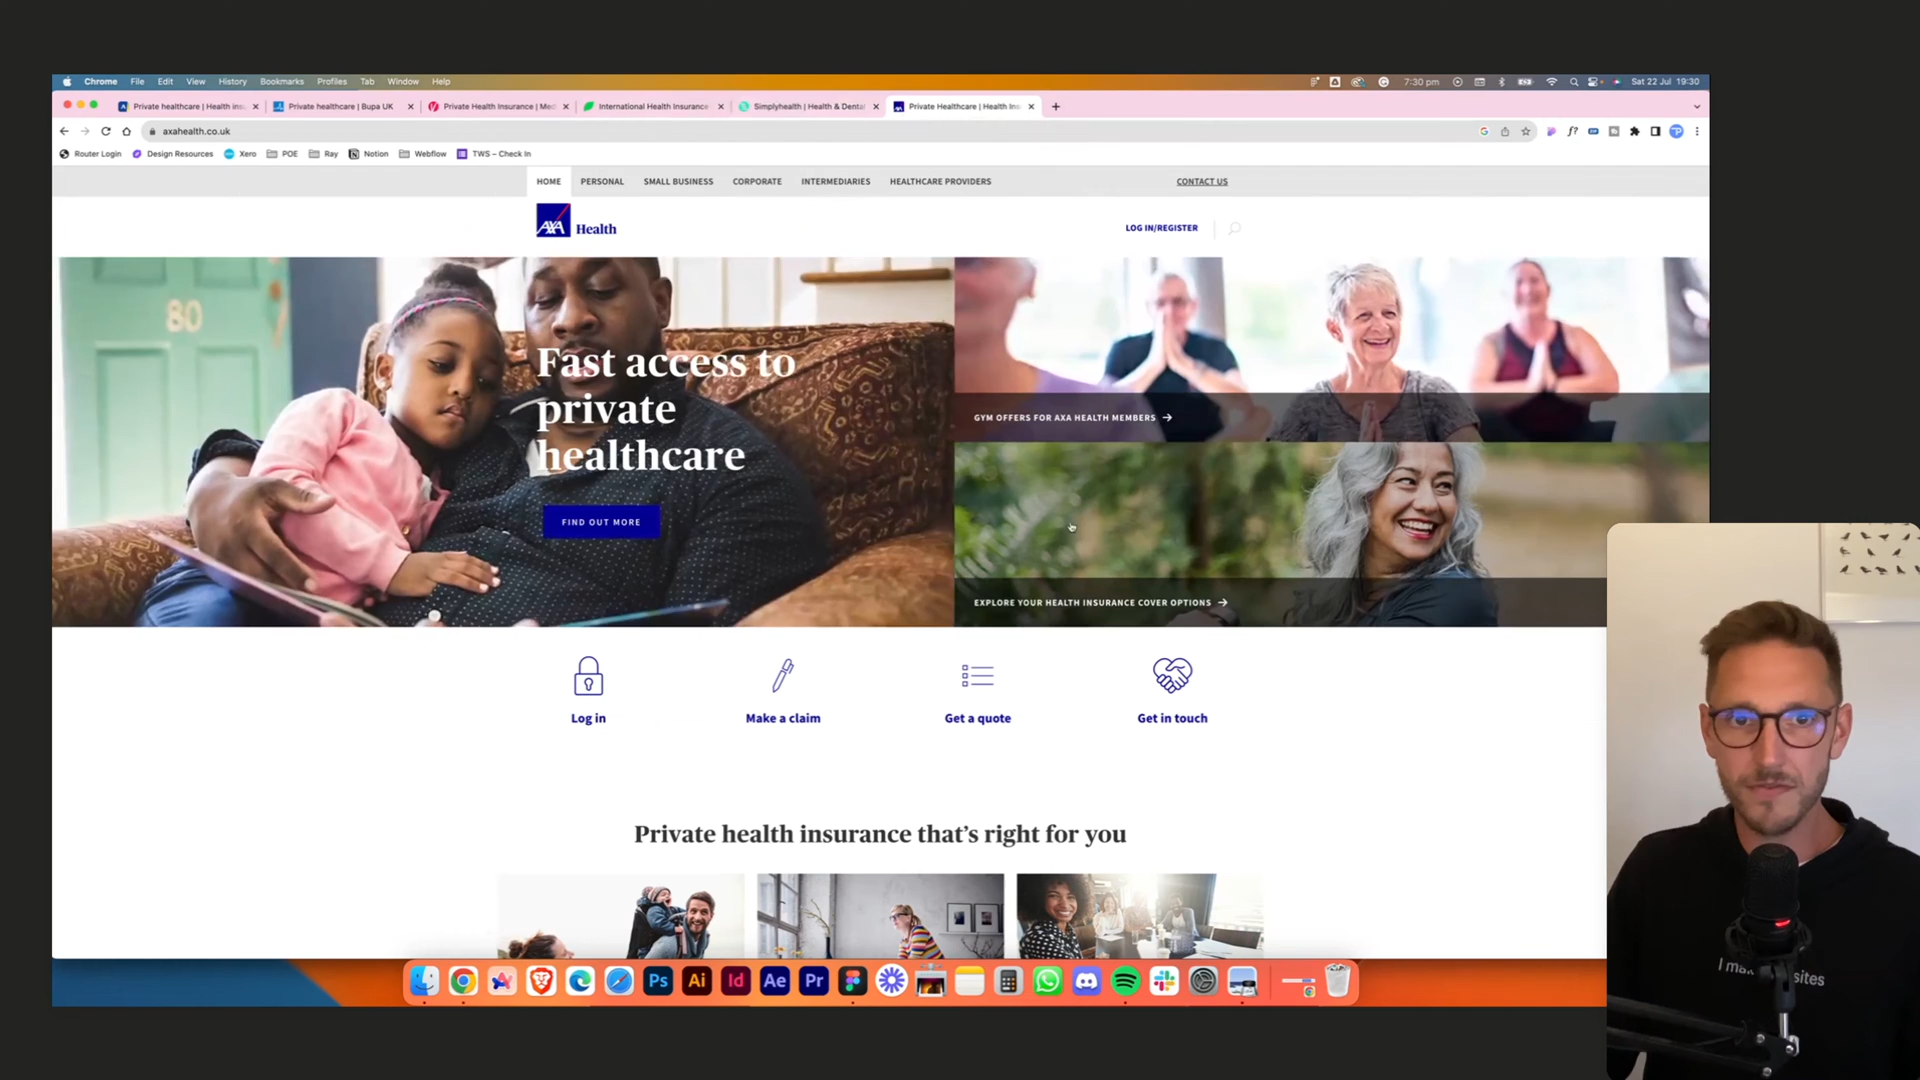 Chrome File Edit View History Bookmarks Profiles Tab Window Help
7:30 pm Sat 22 Jul 19:30
Private healthcare | Health ins
Private healthcare | Bupa UK
Private Health Insurance | Med
International Health Insurance
Simplyhealth | Health & Dental
Private Healthcare | Health Ins
axahealth.co.uk
Router Login Design Resources Xero POE Ray Notion Webflow TWS – Check In
HOME PERSONAL SMALL BUSINESS CORPORATE INTERMEDIARIES HEALTHCARE PROVIDERS CONTACT US
AXA Health
LOG IN/REGISTER
80
Fast access to
private
healthcare
FIND OUT MORE
GYM OFFERS FOR AXA HEALTH MEMBERS
EXPLORE YOUR HEALTH INSURANCE COVER OPTIONS
Log in
Make a claim
Get a quote
Get in touch
Private health insurance that's right for you
Ps Ai Id Ae Pr